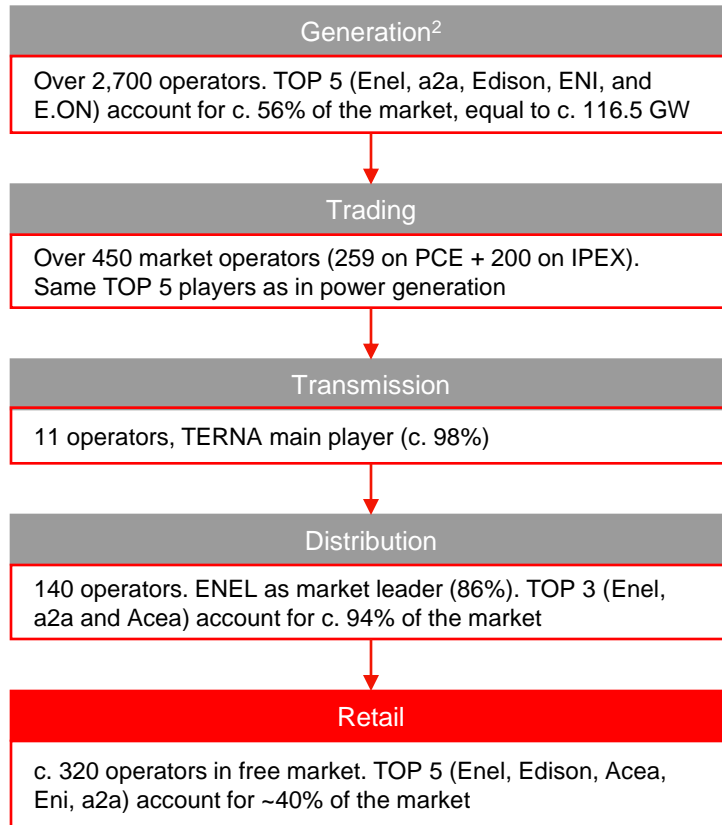 Generation²
Over 2,700 operators. TOP 5 (Enel, a2a, Edison, ENI, and
E.ON) account for c. 56% of the market, equal to c. 116.5 GW
Trading
Over 450 market operators (259 on PCE + 200 on IPEX).
Same TOP 5 players as in power generation
Transmission
11 operators, TERNA main player (c. 98%)
Distribution
140 operators. ENEL as market leader (86%). TOP 3 (Enel,
a2a and Acea) account for c. 94% of the market
Retail
c. 320 operators in free market. TOP 5 (Enel, Edison, Acea,
Eni, a2a) account for ~40% of the market